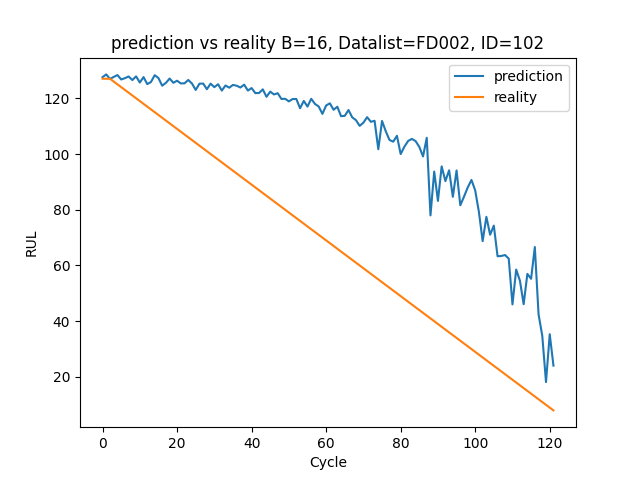 prediction vs reality B=16, Datalist=FD002, ID=102
prediction
reality
RUL
120
100
80
60
40
20
0 20 40 60 80 100 120
Cycle